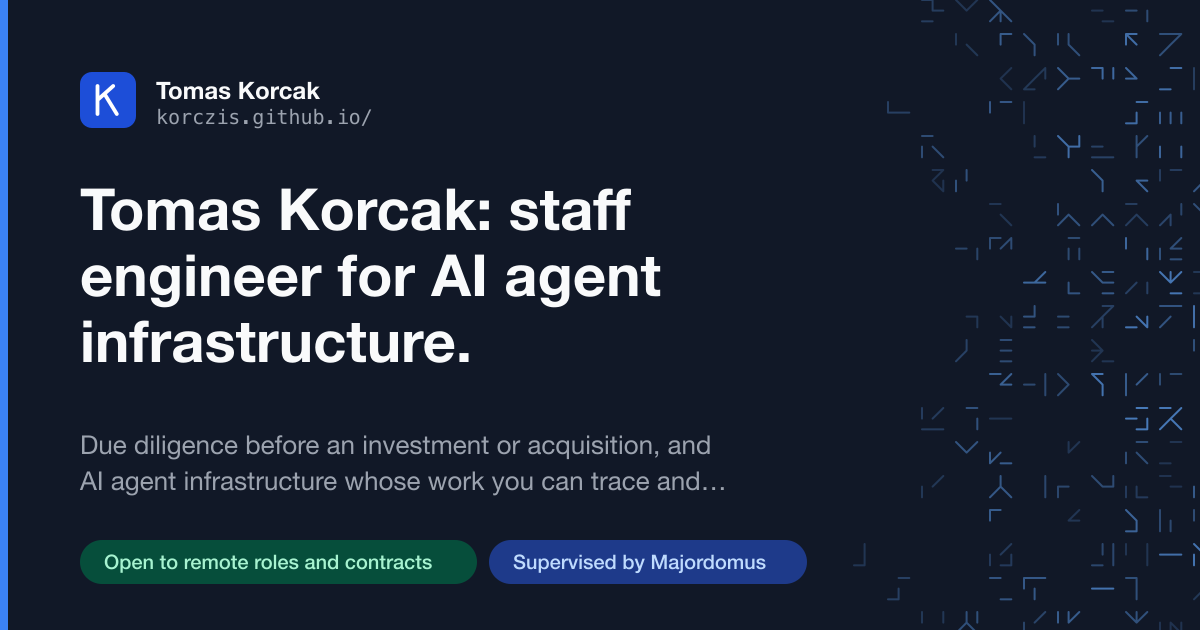 K
Tomas Korcak
korczis.github.io/
Tomas Korcak: staff
engineer for AI agent
infrastructure.
Due diligence before an investment or acquisition, and
AI agent infrastructure whose work you can trace and…
Open to remote roles and contracts
Supervised by Majordomus